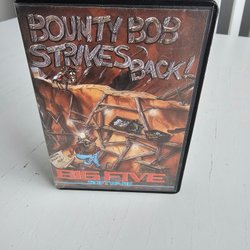 BOUNTY BOB
STRIKES
BACK!
BIG FIVE
SOFTWARE